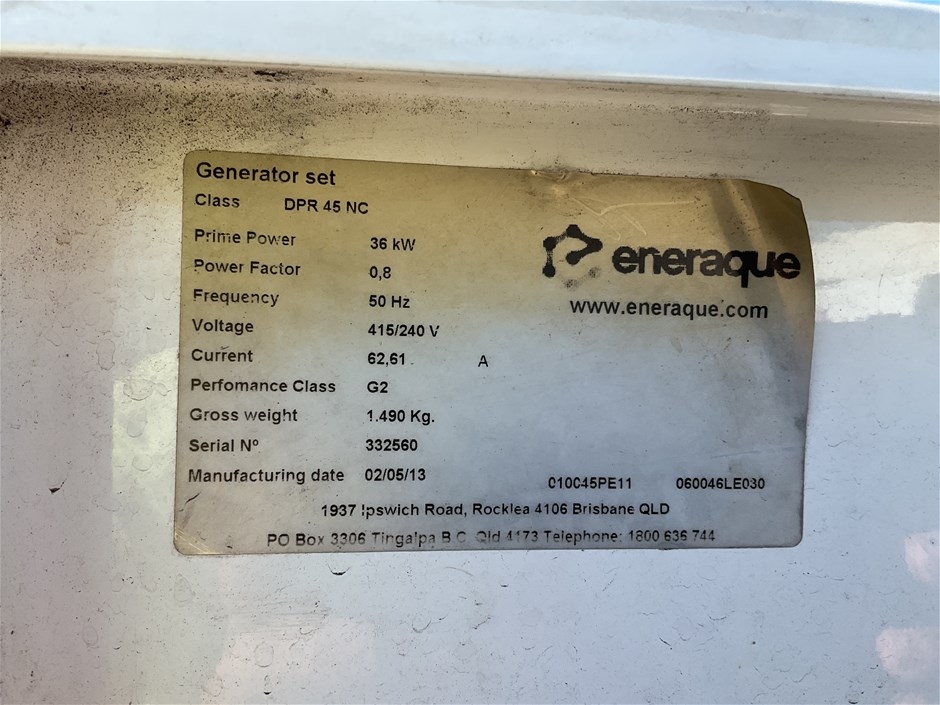 Generator set
Class DPR 45 NC
Prime Power 36 kW
Power Factor 0,8
Frequency 50 Hz
Voltage 415/240 V
Current 62,61 A
Perfomance Class G2
Gross weight 1.490 Kg.
Serial Nº 332560
Manufacturing date 02/05/13
eneraque
www.eneraque.com
010045PE11 060046LE030
1937 Ipswich Road, Rocklea 4106 Brisbane QLD
PO Box 3306 Tingalpa B.C. Qld 4173 Telephone: 1800 636 744